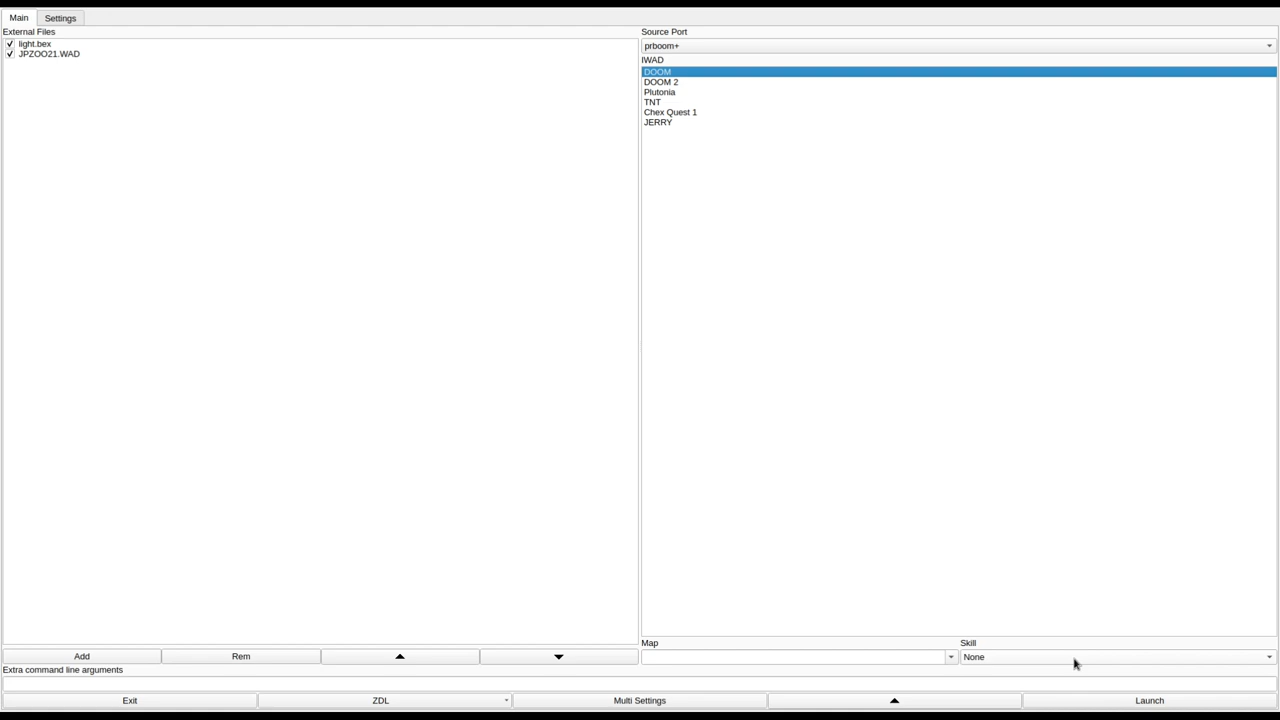 Main Settings
External Files
light.bex
JPZOO21.WAD
Source Port
prboom+
IWAD
DOOM
DOOM 2
Plutonia
TNT
Chex Quest 1
JERRY
Map
Skill
None
Add Rem
Extra command line arguments
Exit ZDL Multi Settings Launch